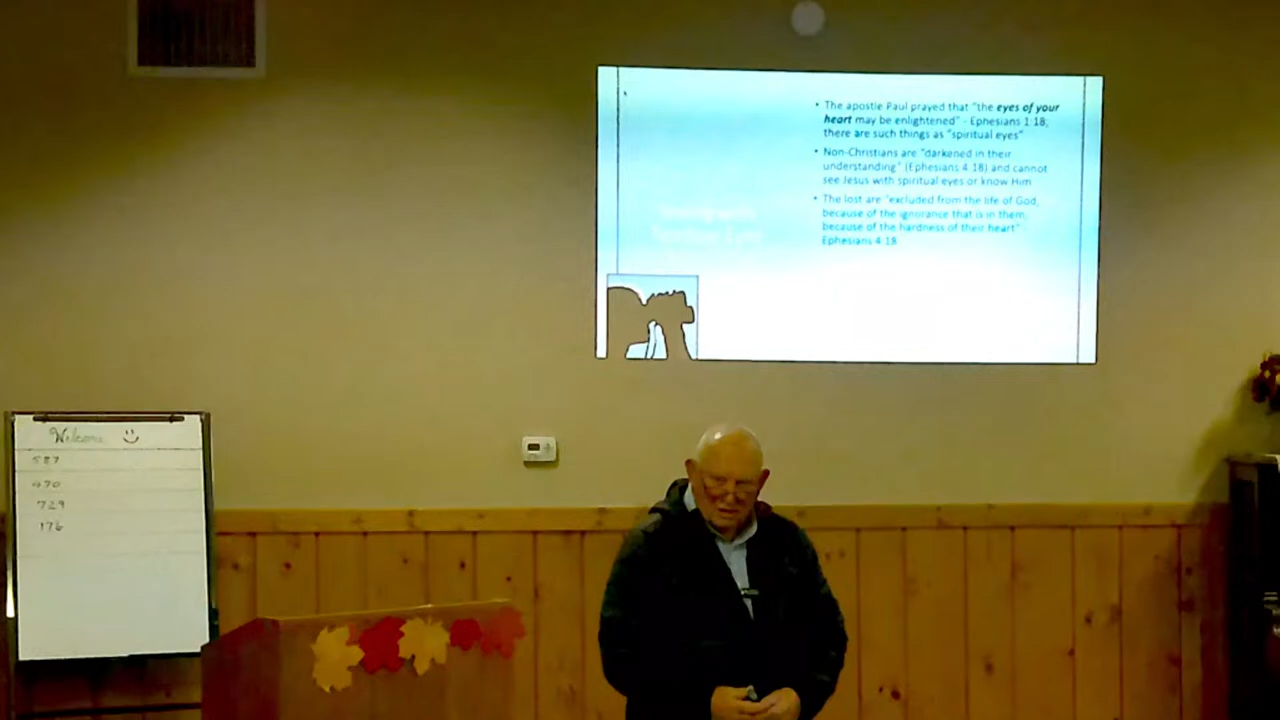 • The apostle Paul prayed that "the eyes of your
heart may be enlightened" - Ephesians 1:18;
there are such things as "spiritual eyes"
• Non-Christians are "darkened in their
understanding" (Ephesians 4:18) and cannot
see Jesus with spiritual eyes or know Him
• The lost are "excluded from the life of God,
because of the ignorance that is in them,
because of the hardness of their heart"
Ephesians 4:18
Welcome
587
470
729
176